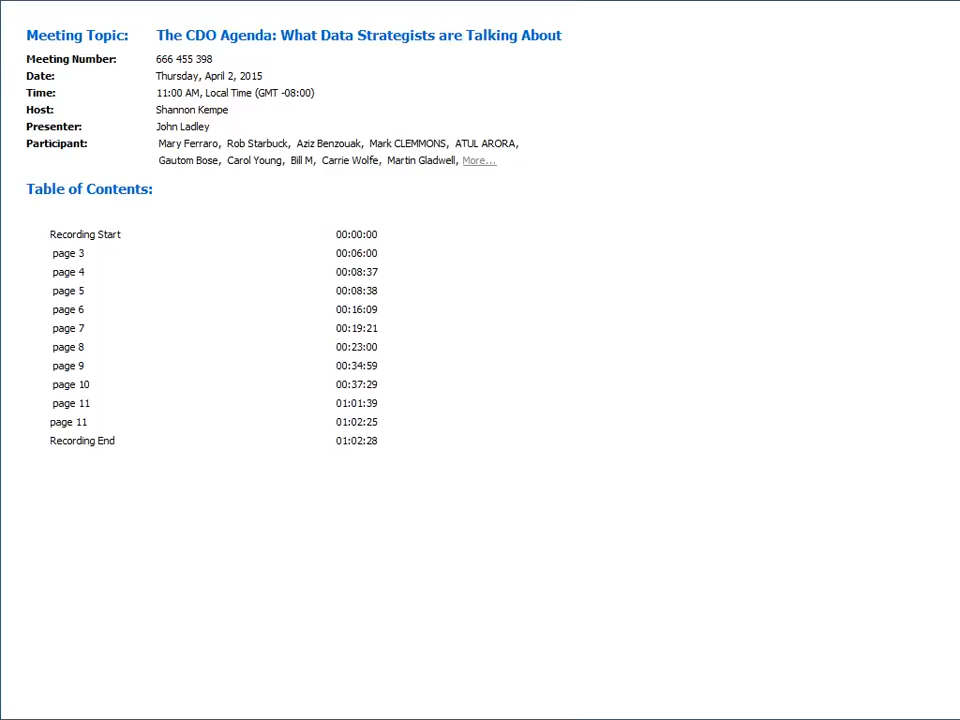 Meeting Topic: The CDO Agenda: What Data Strategists are Talking About
Meeting Number: 666 455 398
Date: Thursday, April 2, 2015
Time: 11:00 AM, Local Time (GMT -08:00)
Host: Shannon Kempe
Presenter: John Ladley
Participant: Mary Ferraro, Rob Starbuck, Aziz Benzouak, Mark CLEMMONS, ATUL ARORA,
Gautom Bose, Carol Young, Bill M, Carrie Wolfe, Martin Gladwell, More...
Table of Contents:
Recording Start 00:00:00
page 3 00:06:00
page 4 00:08:37
page 5 00:08:38
page 6 00:16:09
page 7 00:19:21
page 8 00:23:00
page 9 00:34:59
page 10 00:37:29
page 11 01:01:39
page 11 01:02:25
Recording End 01:02:28